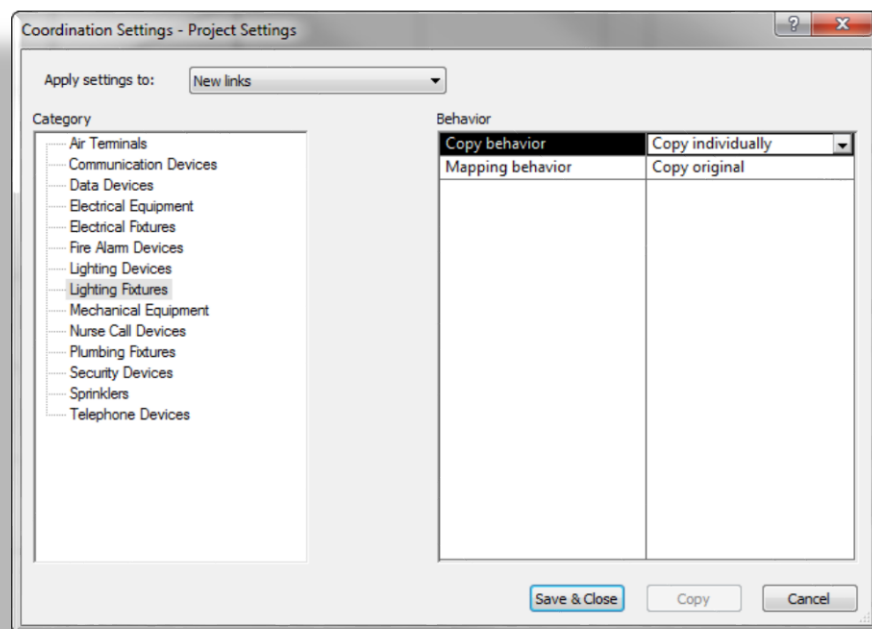 Coordination Settings - Project Settings
Apply settings to: New links
Category
Air Terminals
Communication Devices
Data Devices
Electrical Equipment
Electrical Fixtures
Fire Alarm Devices
Lighting Devices
Lighting Fixtures
Mechanical Equipment
Nurse Call Devices
Plumbing Fixtures
Security Devices
Sprinklers
Telephone Devices
Behavior
Copy behavior Copy individually
Mapping behavior Copy original
Save & Close Copy Cancel